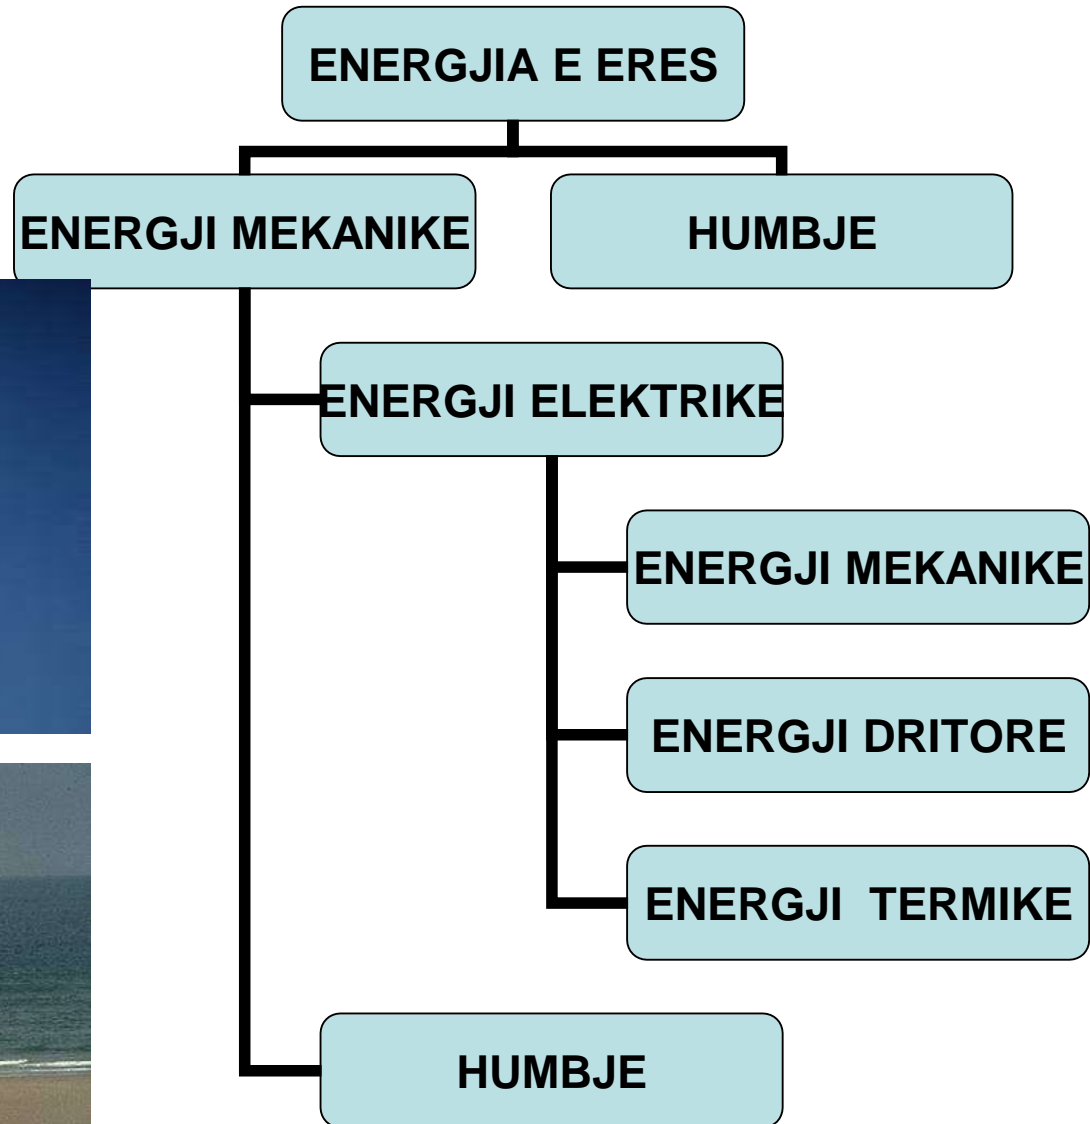 ENERGJIA E ERES
ENERGJI MEKANIKE
HUMBJE
ENERGJI ELEKTRIKE
ENERGJI MEKANIKE
ENERGJI DRITORE
ENERGJI TERMIKE
HUMBJE